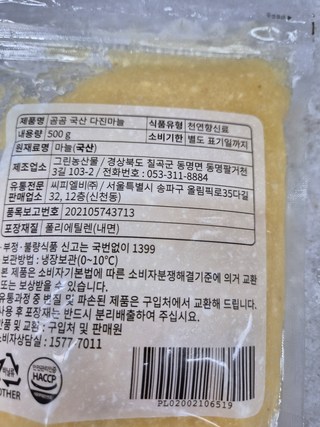 제품명 곰곰 국산 다진마늘 식품유형 천연향신료
내용량 500 g 소비기한 별도 표기일까지
원재료명 마늘(국산)
제조업소 그린농산물 / 경상북도 칠곡군 동명면 동명팔거천
3길 103-2 / 전화번호 : 053-311-8884
유통전문 판매업소 씨피엘비㈜ / 서울특별시 송파구 올림픽로35다길
32, 12층(신천동)
품목보고번호 202105743713
포장재질 폴리에틸렌(내면)
· 부정·불량식품 신고는 국번없이 1399
보관방법 : 냉장보관(0~10℃)
본 제품은 소비자기본법에 따른 소비자분쟁해결기준에 의거 교환
또는 보상받을 수 있습니다.
유통과정 중 변질 및 파손된 제품은 구입처에서 교환해 드립니다.
사용 후 포장재는 반드시 분리배출하여 주십시오.
반품 및 교환 : 구입처 및 판매원
소비자상담실 : 1577-7011
비닐류
OTHER
HACCP
PL02002106519